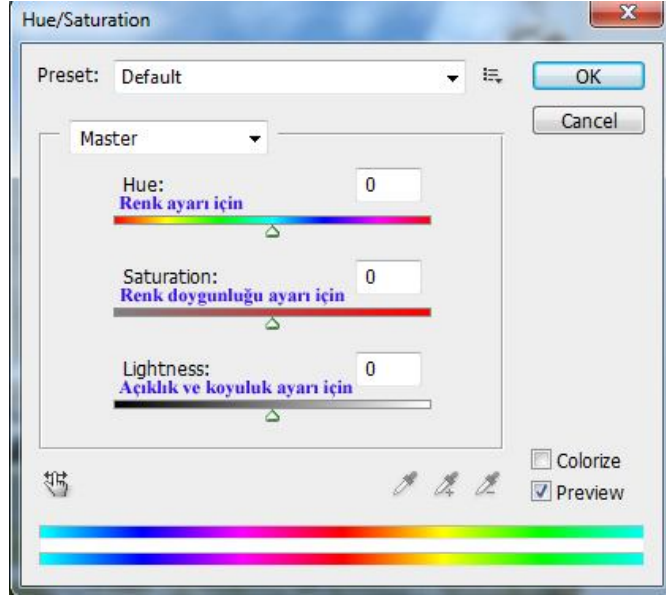 Hue/Saturation
Preset: Default
OK
Cancel
Master
Hue: 0
Renk ayarı için
Saturation: 0
Renk doygunluğu ayarı için
Lightness: 0
Açıklık ve koyuluk ayarı için
Colorize
Preview